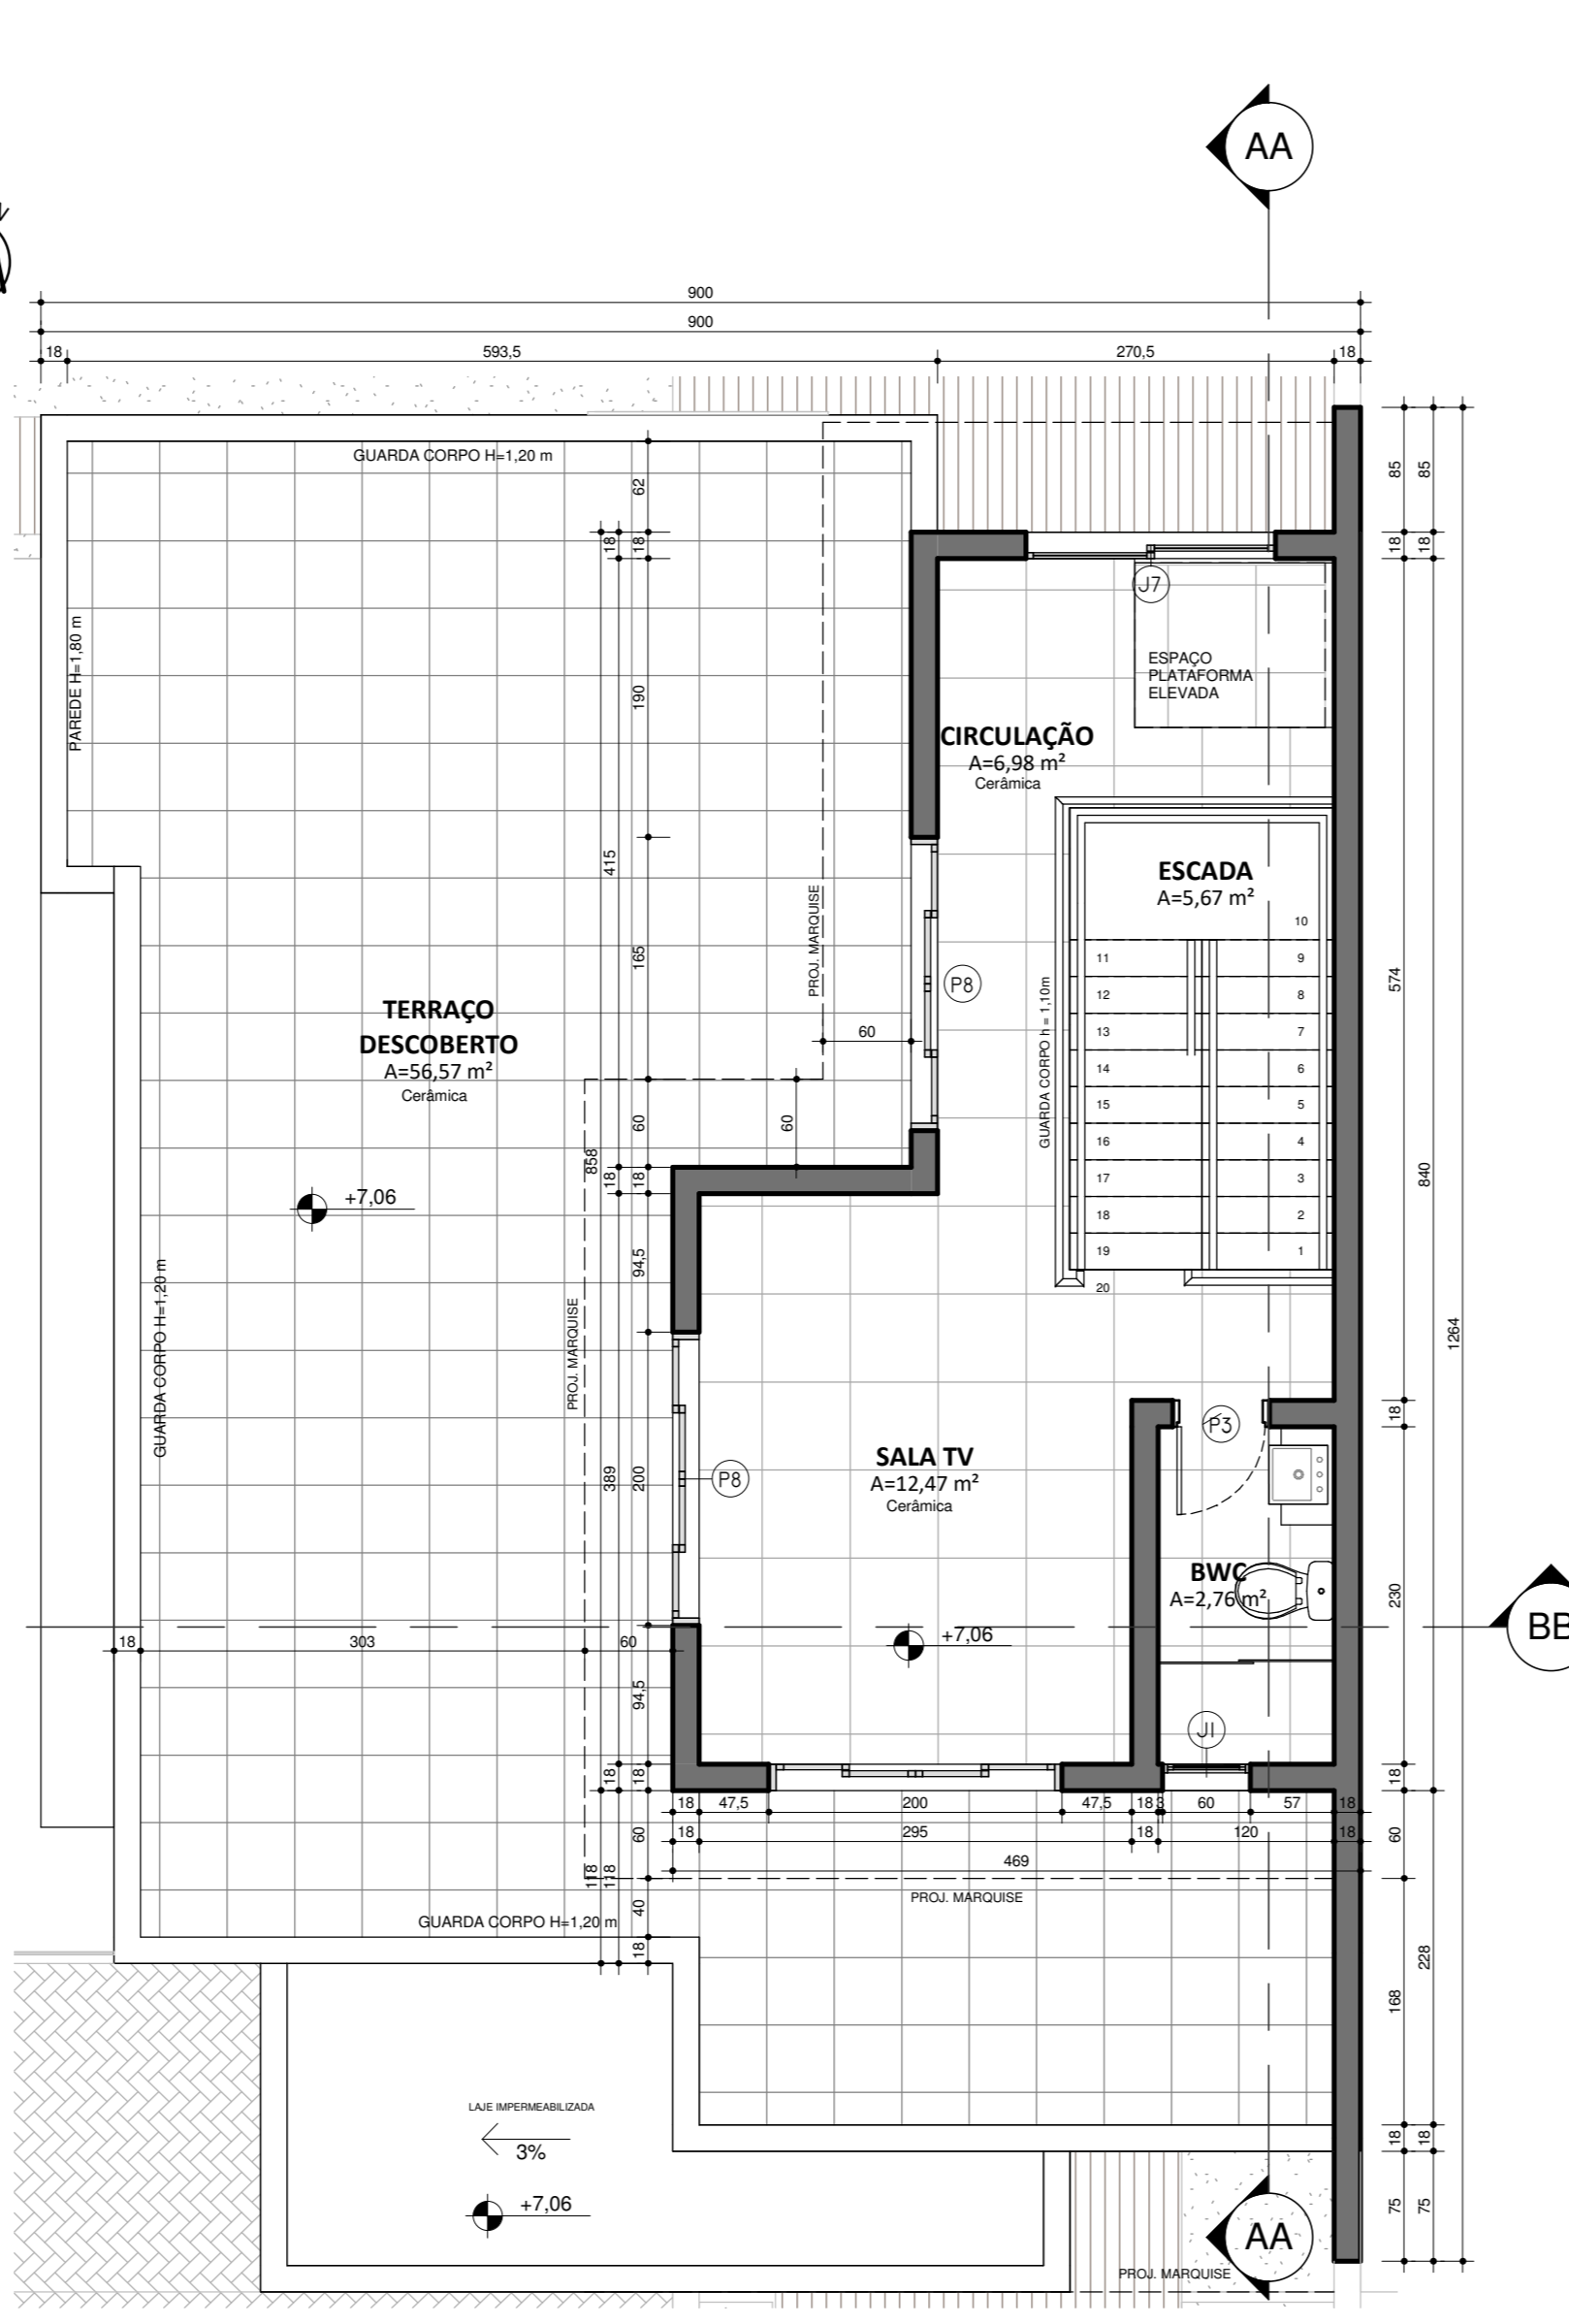 AA
900
900
18
593,5
270,5
18
GUARDA CORPO H=1,20 m
62
85
85
18
18
18
18
J7
PAREDE H=1,80 m
190
ESPAÇO
PLATAFORMA
ELEVADA
CIRCULAÇÃO
A=6,98 m²
Cerâmica
415
ESCADA
A=5,67 m²
10
11
9
12
8
13
7
14
6
15
5
16
4
17
3
18
2
19
1
20
PROJ. MARQUISE
165
P8
574
GUARDA CORPO h = 1,10m
TERRAÇO
DESCOBERTO
A=56,57 m²
Cerâmica
60
60
60
858
18
18
840
+7,06
94,5
GUARDA CORPO H=1,20 m
PROJ. MARQUISE
1264
18
P3
SALA TV
A=12,47 m²
Cerâmica
389
200
P8
BWC
A=2,76 m²
230
BB
18
303
60
+7,06
94,5
J1
18
18
18
18
47,5
200
47,5
18
3
60
57
18
18
295
18
120
18
60
60
469
118
118
PROJ. MARQUISE
40
GUARDA CORPO H=1,20 m
18
228
168
LAJE IMPERMEABILIZADA
3%
18
18
+7,06
75
75
AA
PROJ. MARQUISE